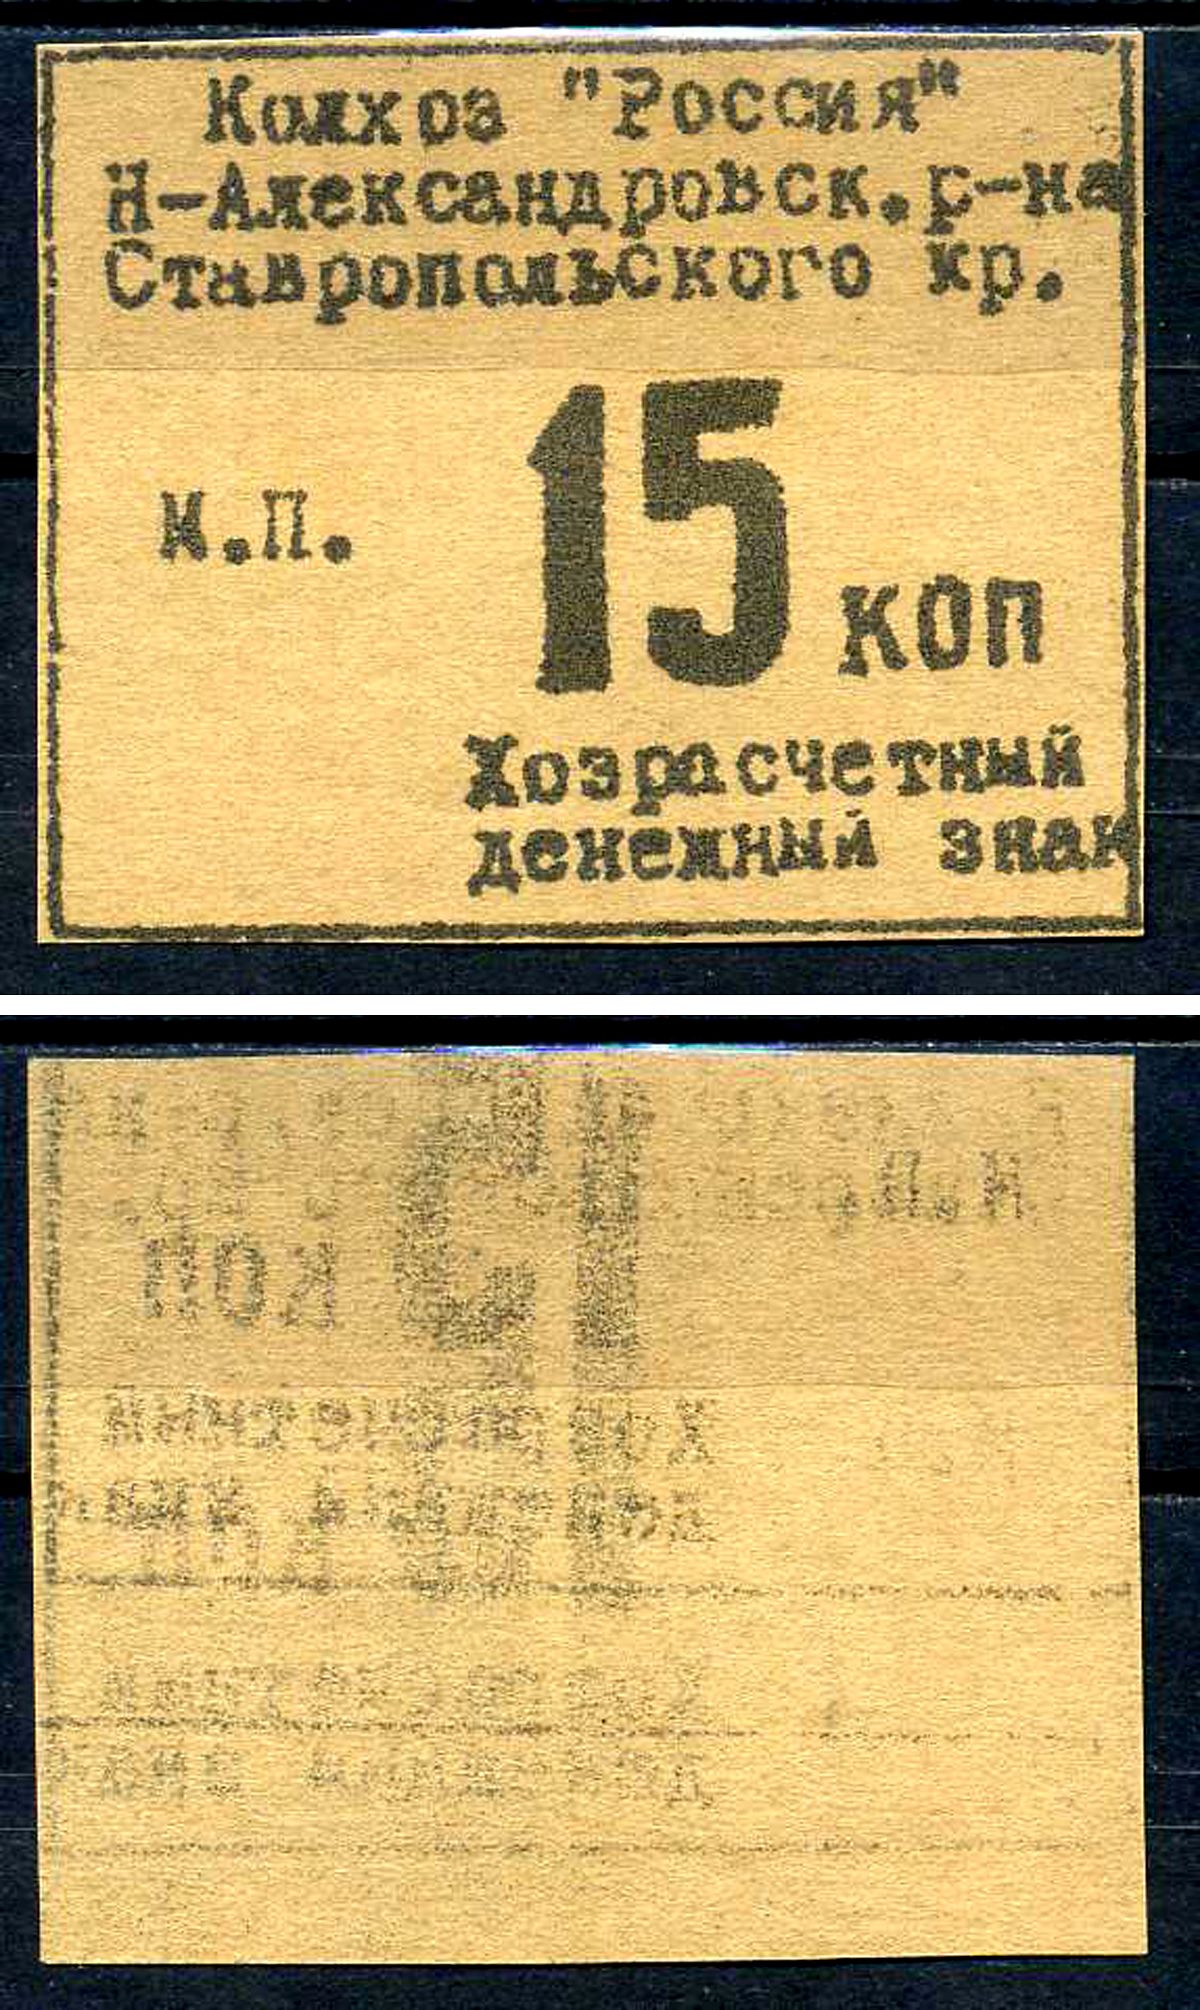 Колхоз "Россия"
Н-Александровск.р-на
Ставропольского кр.
М.П.
15 коп
Хозрасчетный
денежный знак